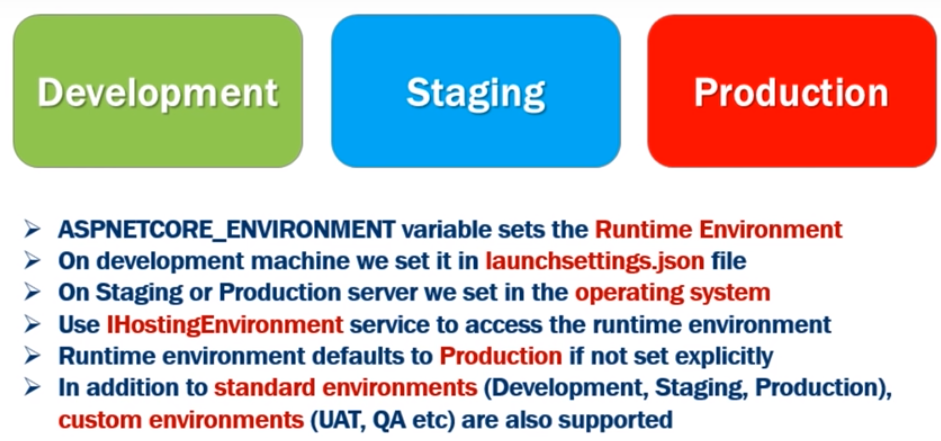 Development
Staging
Production
➢ ASPNETCORE_ENVIRONMENT variable sets the Runtime Environment
➢ On development machine we set it in launchsettings.json file
➢ On Staging or Production server we set in the operating system
➢ Use IHostingEnvironment service to access the runtime environment
➢ Runtime environment defaults to Production if not set explicitly
➢ In addition to standard environments (Development, Staging, Production),
custom environments (UAT, QA etc) are also supported